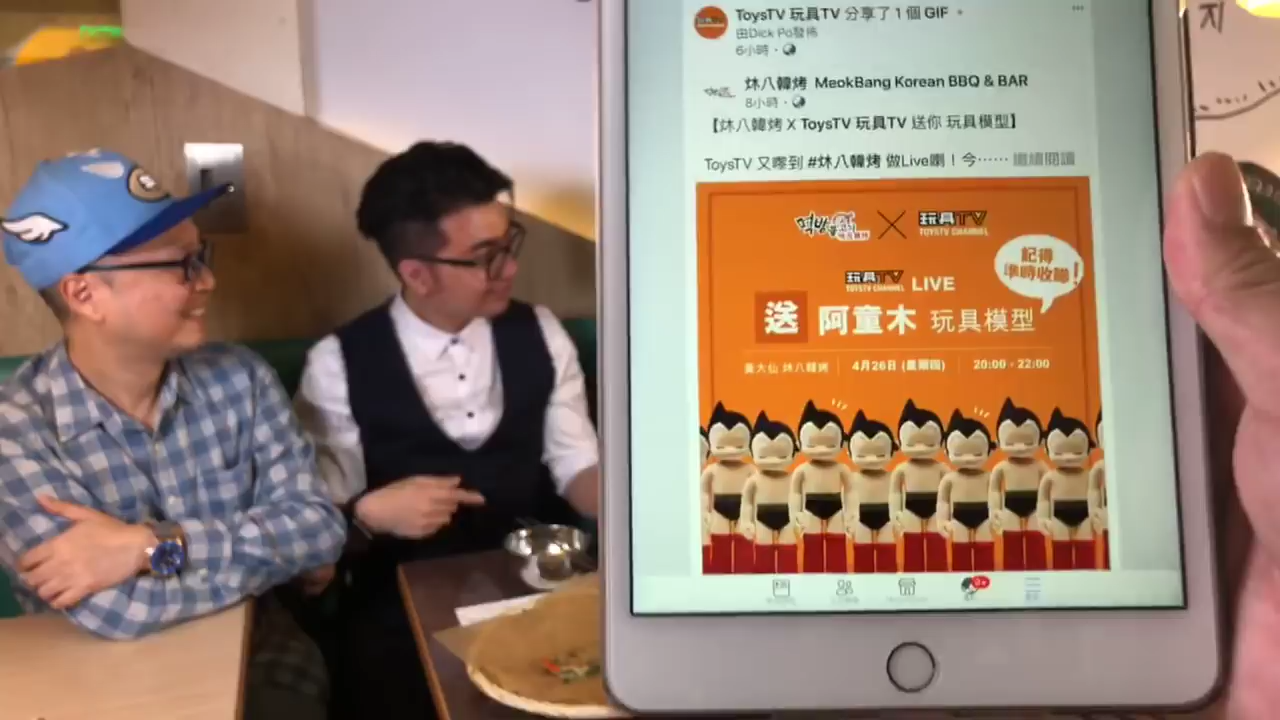 ToysTV 玩具TV 分享了 1 個 GIF。
由Dick Po發佈
6小時 ·
炑八韓烤 MeokBang Korean BBQ & BAR
8小時 ·
【炑八韓烤 X ToysTV 玩具TV 送你 玩具模型】
ToysTV 又嚟到 #炑八韓烤 做Live喇！今…… 繼續閱讀
玩具TV
TOYSTV CHANNEL
記得
準時收睇!
玩具TV
TOYSTV CHANNEL LIVE
送 阿童木 玩具模型
黃大仙 炑八韓烤 4月26日 (星期四) 20:00 - 22:00